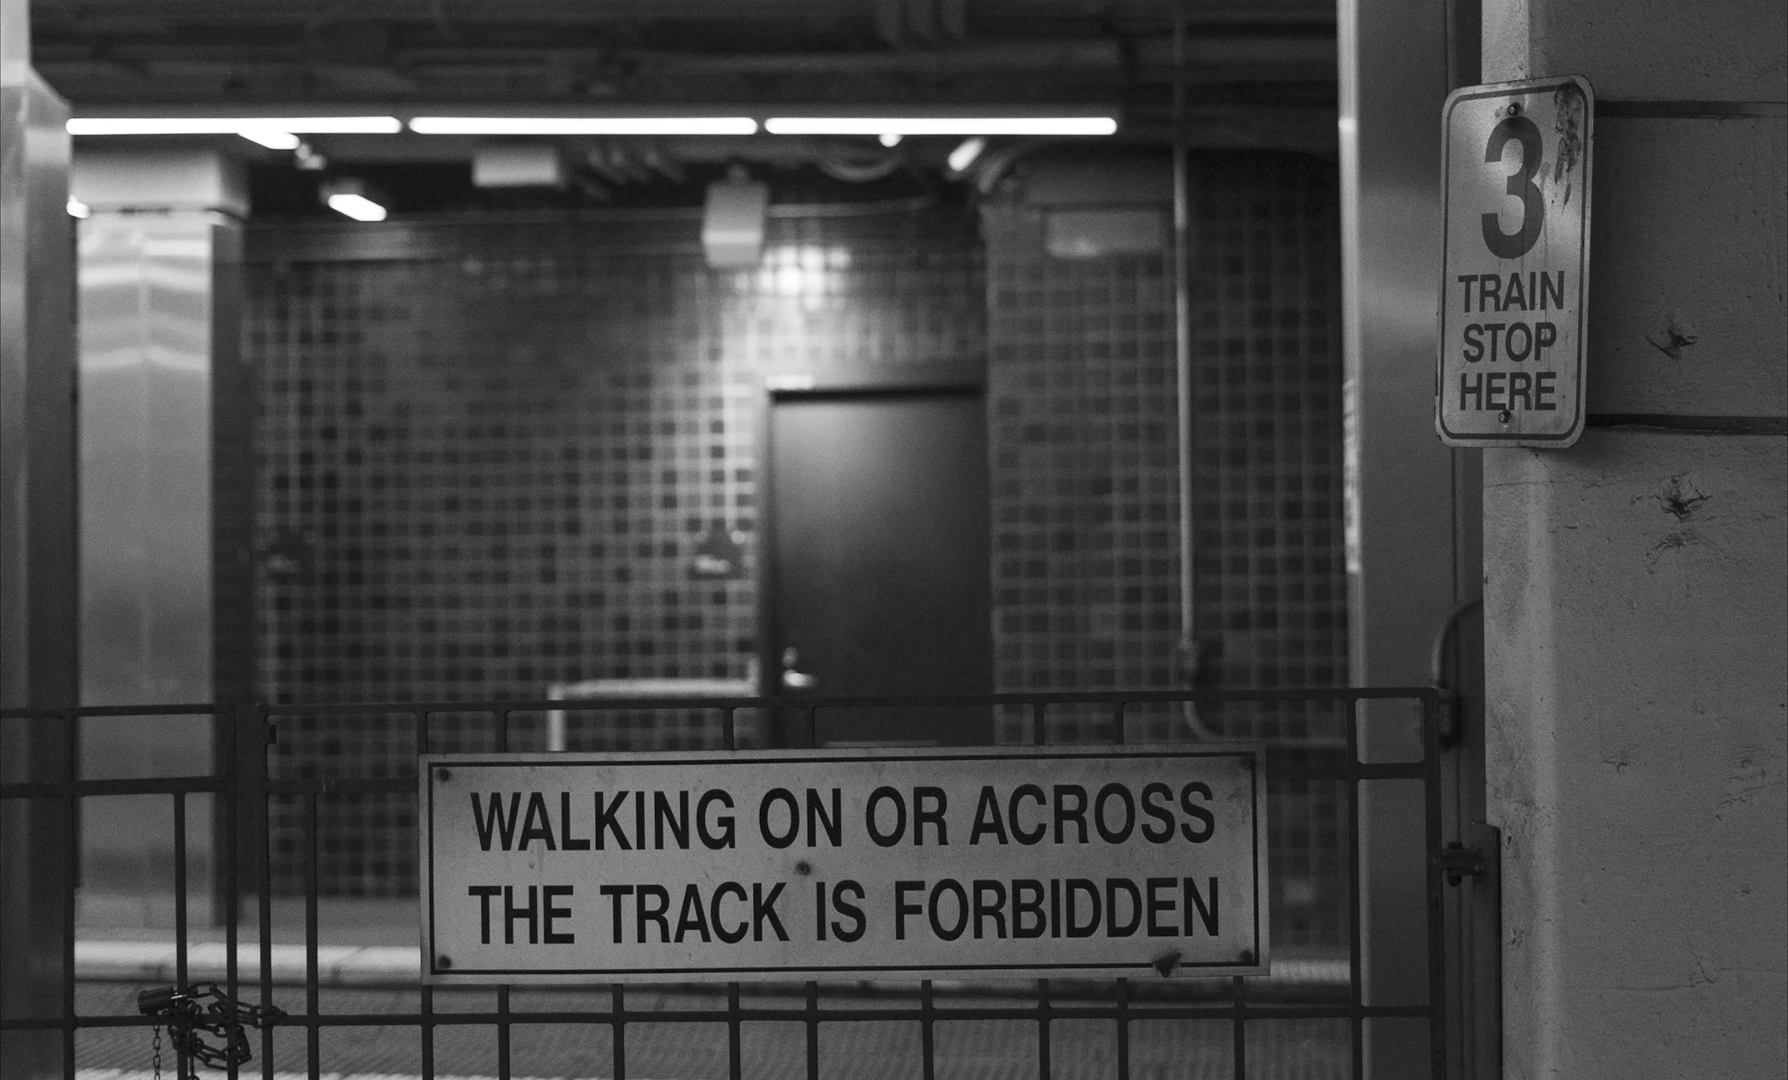 3
TRAIN
STOP
HERE
WALKING ON OR ACROSS
THE TRACK IS FORBIDDEN